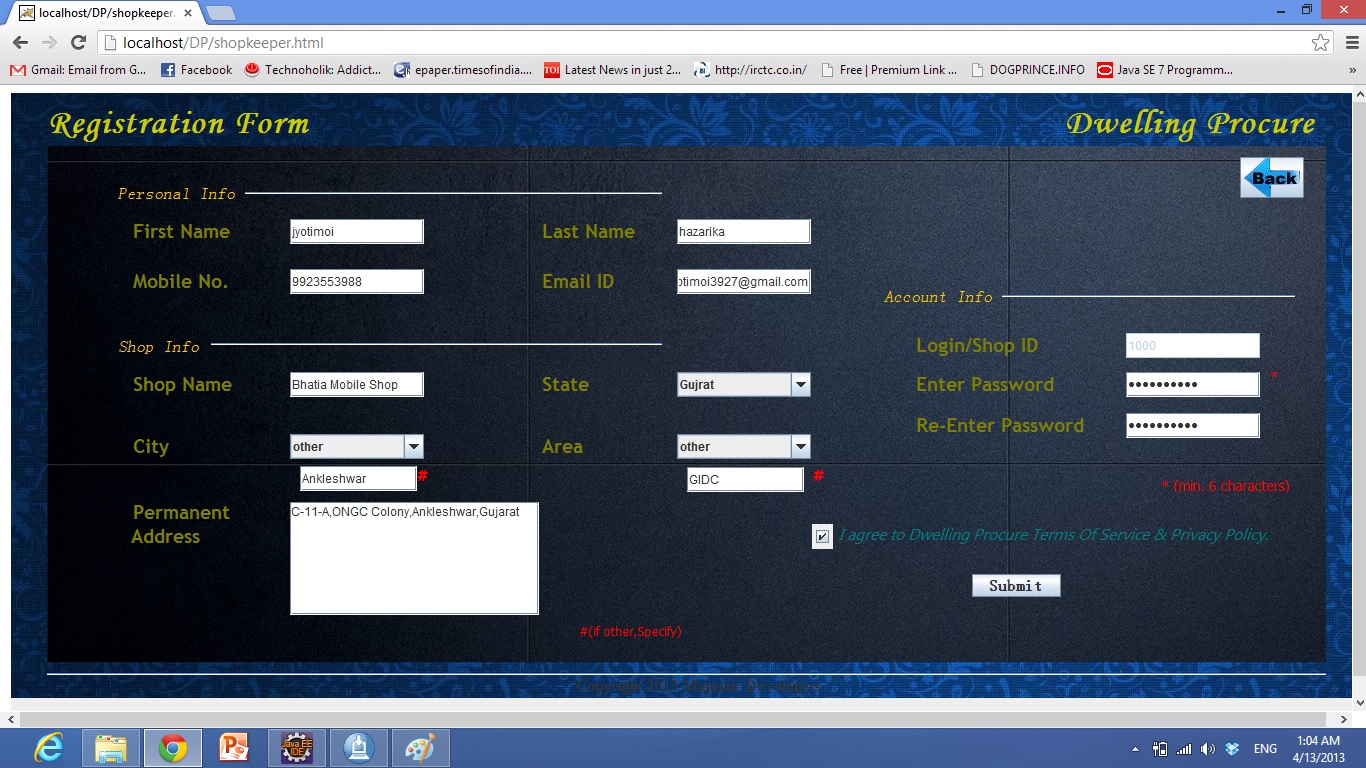 localhost/DP/shopkeeper.
localhost/DP/shopkeeper.html
Gmail: Email from G... Facebook Technoholik: Addict... epaper.timesofindia.... TOI Latest News in just 2... http://irctc.co.in/ Free | Premium Link ... DOGPRINCE.INFO Java SE 7 Programm... »
Registration Form Dwelling Procure
Back
Personal Info
First Name jyotimoi Last Name hazarika
Mobile No. 9923553988 Email ID otimoi3927@gmail.com
Account Info
Shop Info
Login/Shop ID 1000
Shop Name Bhatia Mobile Shop State Gujrat Enter Password •••••••••• *
Re-Enter Password ••••••••••
City other Area other
Ankleshwar # GIDC #
* (min. 6 characters)
Permanent Address C-11-A,ONGC Colony,Ankleshwar,Gujarat
I agree to Dwelling Procure Terms Of Service & Privacy Policy.
Submit
#(if other,Specify)
Java EE IDE
ENG 1:04 AM
4/13/2013